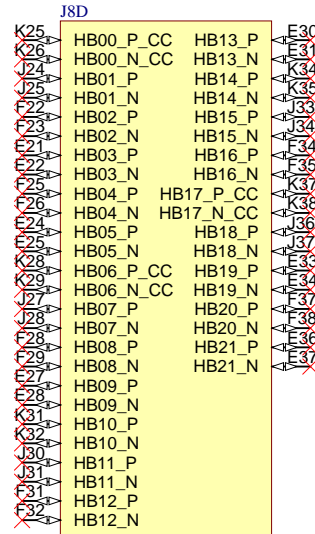 J8D
K25 HB00_P_CC HB13_P E30
K26 HB00_N_CC HB13_N E31
J24 HB01_P HB14_P K34
J25 HB01_N HB14_N K35
F22 HB02_P HB15_P J33
F23 HB02_N HB15_N J34
E21 HB03_P HB16_P F34
E22 HB03_N HB16_N F35
F25 HB04_P HB17_P_CC K37
F26 HB04_N HB17_N_CC K38
E24 HB05_P HB18_P J36
E25 HB05_N HB18_N J37
K28 HB06_P_CC HB19_P E33
K29 HB06_N_CC HB19_N E34
J27 HB07_P HB20_P F37
J28 HB07_N HB20_N F38
F28 HB08_P HB21_P E36
F29 HB08_N HB21_N E37
E27 HB09_P
E28 HB09_N
K31 HB10_P
K32 HB10_N
J30 HB11_P
J31 HB11_N
F31 HB12_P
F32 HB12_N